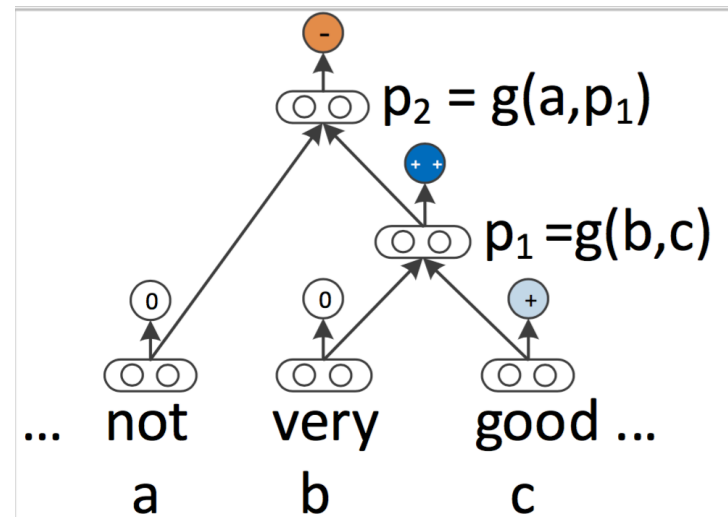 -
p₂ = g(a,p₁)
+ +
p₁ =g(b,c)
0 0 +
... not very good ...
a b c